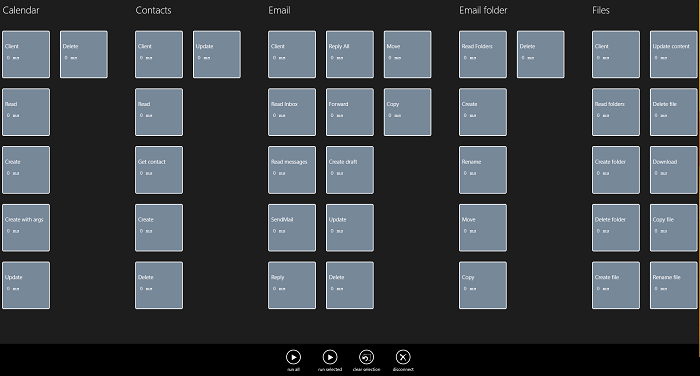 Calendar
Client
0 ms
Delete
0 ms
Read
0 ms
Create
0 ms
Create with args
0 ms
Update
0 ms
Contacts
Client
0 ms
Update
0 ms
Read
0 ms
Get contact
0 ms
Create
0 ms
Delete
0 ms
Email
Client
0 ms
Reply All
0 ms
Move
0 ms
Read Inbox
0 ms
Forward
0 ms
Copy
0 ms
Read messages
0 ms
Create draft
0 ms
SendMail
0 ms
Update
0 ms
Reply
0 ms
Delete
0 ms
Email folder
Read Folders
0 ms
Delete
0 ms
Create
0 ms
Rename
0 ms
Move
0 ms
Copy
0 ms
Files
Client
0 ms
Update content
0 ms
Read folders
0 ms
Delete file
0 ms
Create folder
0 ms
Download
0 ms
Delete folder
0 ms
Copy file
0 ms
Create file
0 ms
Rename file
0 ms
run all
run selected
clear selection
disconnect